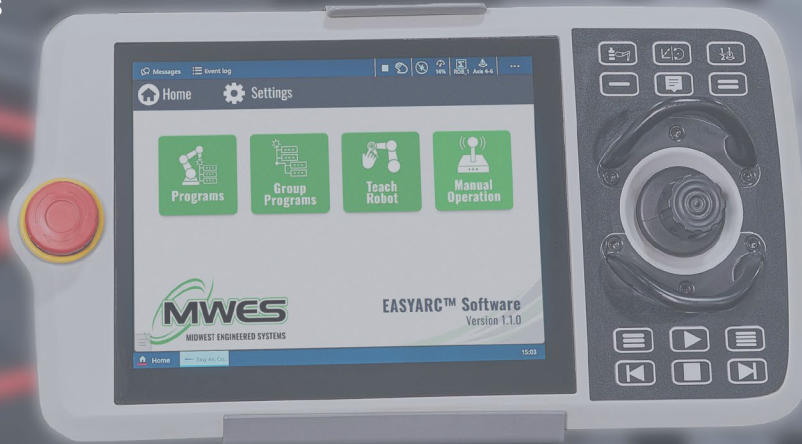 S
Messages Event log
14% ROB_1 Axis 4-6
Home Settings
Programs
Group
Programs
Teach
Robot
Manual
Operation
MWES
MIDWEST ENGINEERED SYSTEMS
EASYARC™ Software
Version 1.1.0
Home
15:03